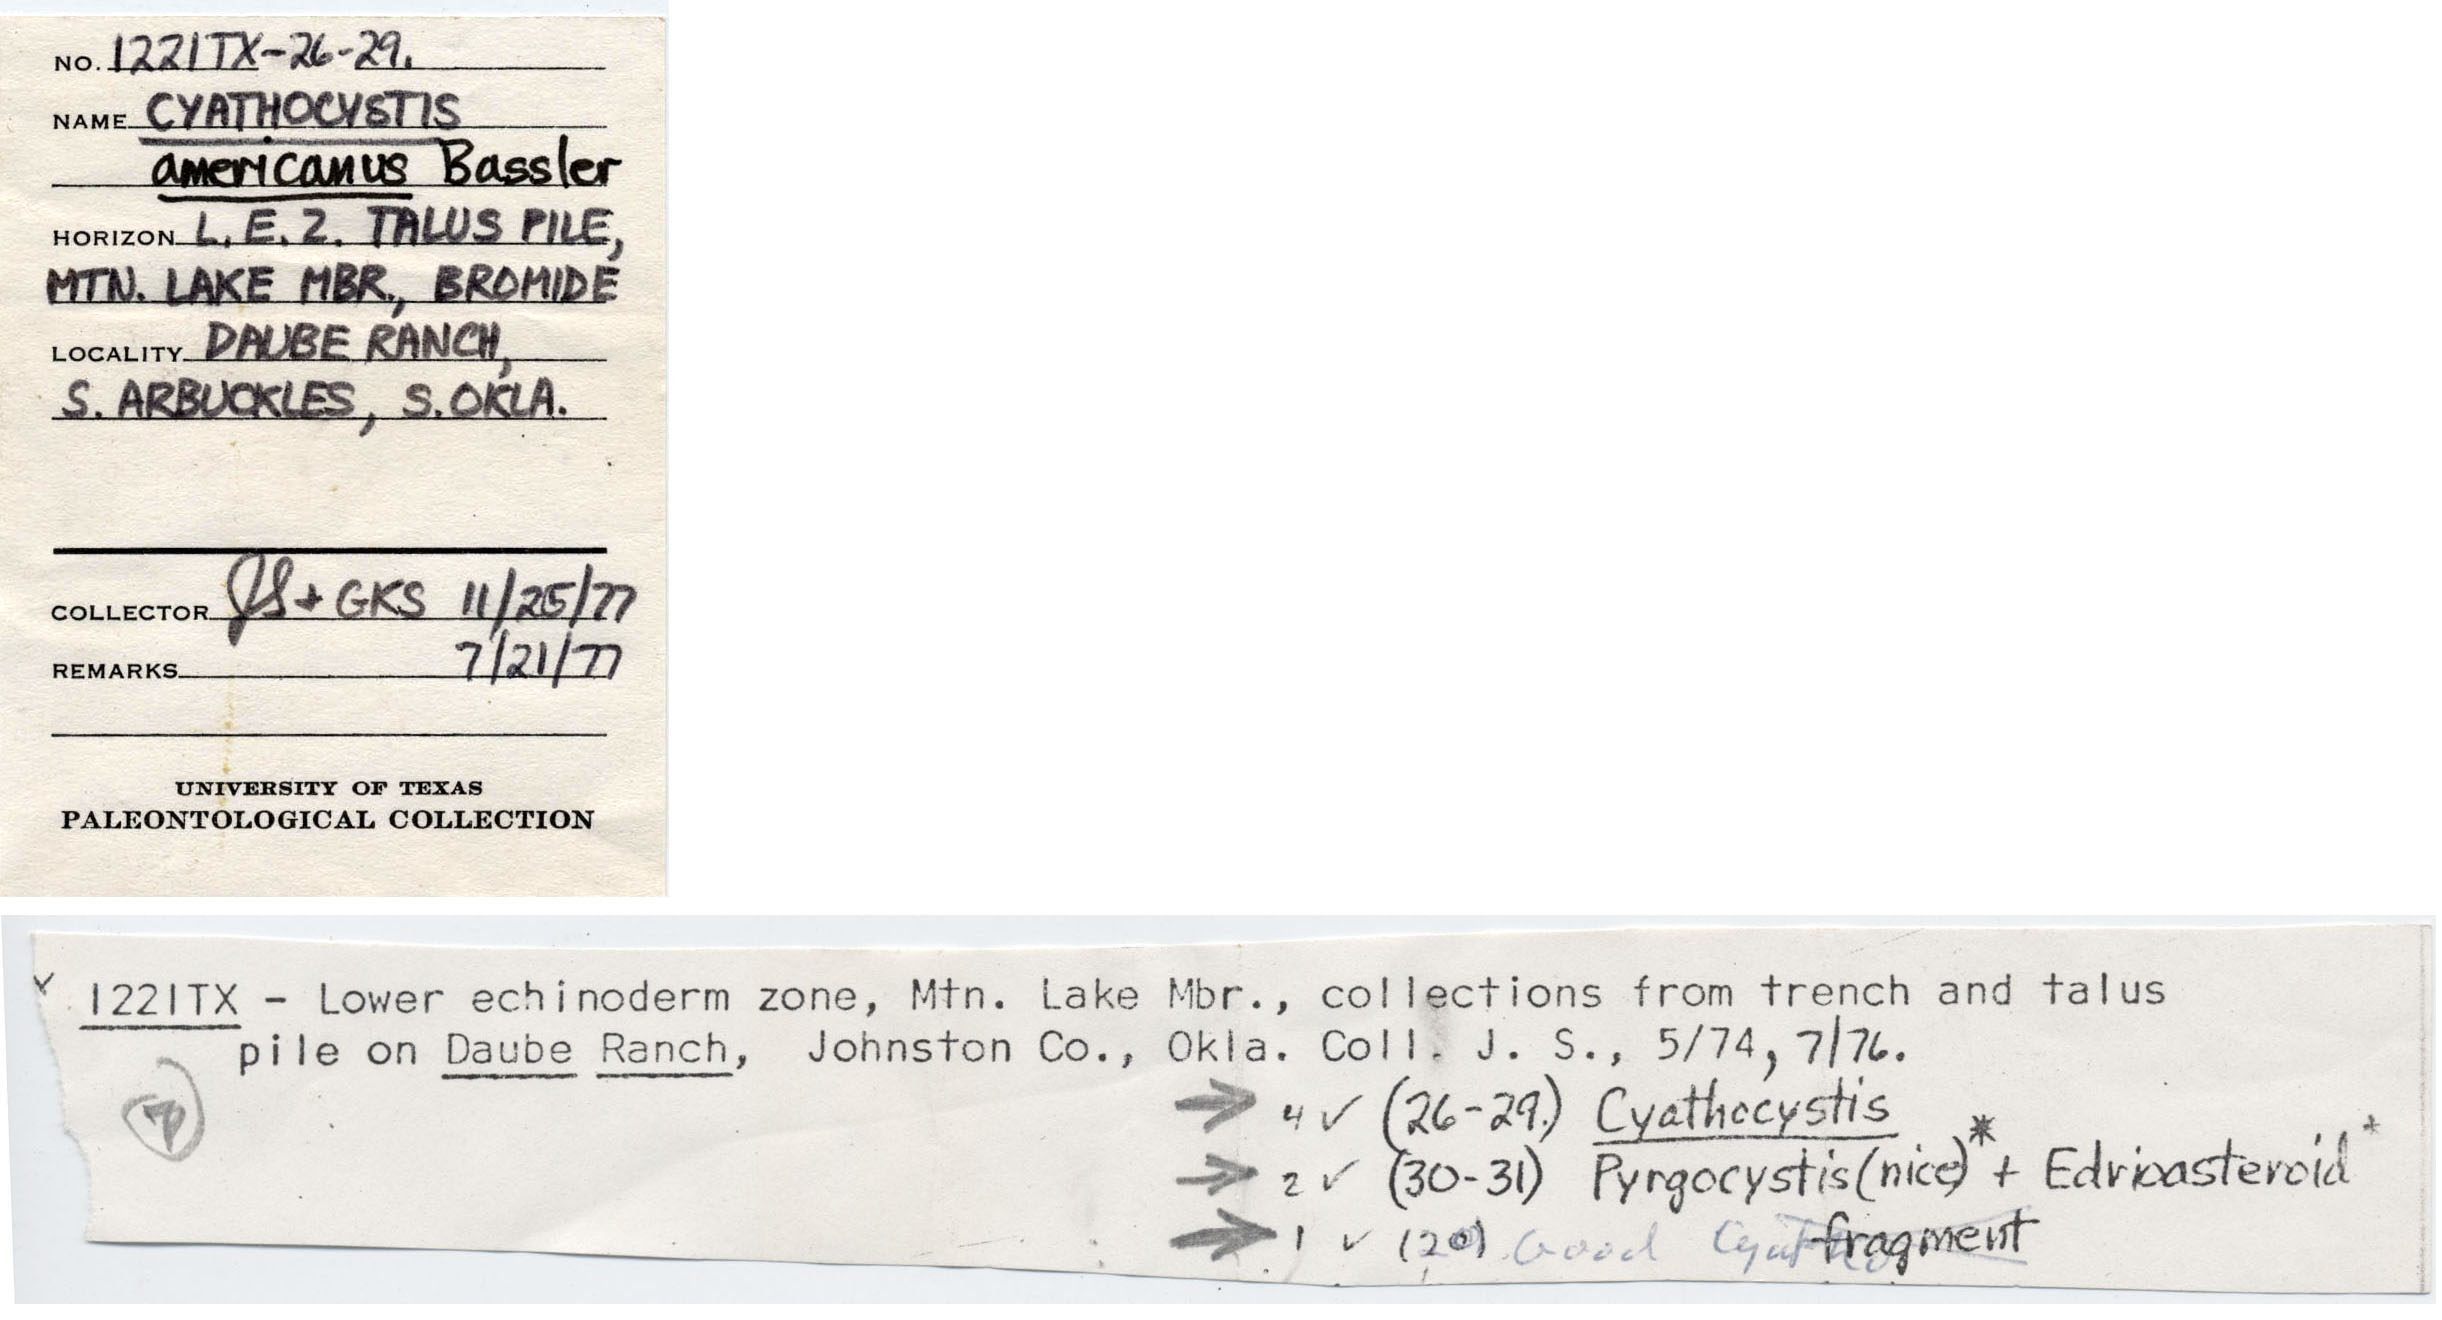 NO. 1221TX-26-29.
NAME CYATHOCYSTIS
americanus Bassler
HORIZON L.E.Z. TALUS PILE,
MTN. LAKE MBR., BROMIDE
LOCALITY DAUBE RANCH,
S. ARBUCKLES, S. OKLA.
COLLECTOR JS + GKS 11/25/77
REMARKS 7/21/77
UNIVERSITY OF TEXAS
PALEONTOLOGICAL COLLECTION
1221TX - Lower echinoderm zone, Mtn. Lake Mbr., collections from trench and talus
pile on Daube Ranch, Johnston Co., Okla. Coll. J. S., 5/74, 7/76.
→ 4 ✓ (26-29.) Cyathocystis
→ 2 ✓ (30-31) Pyrgocystis (nice)* + Edrioasteroid+
→ 1 ✓ (20) Good fragment